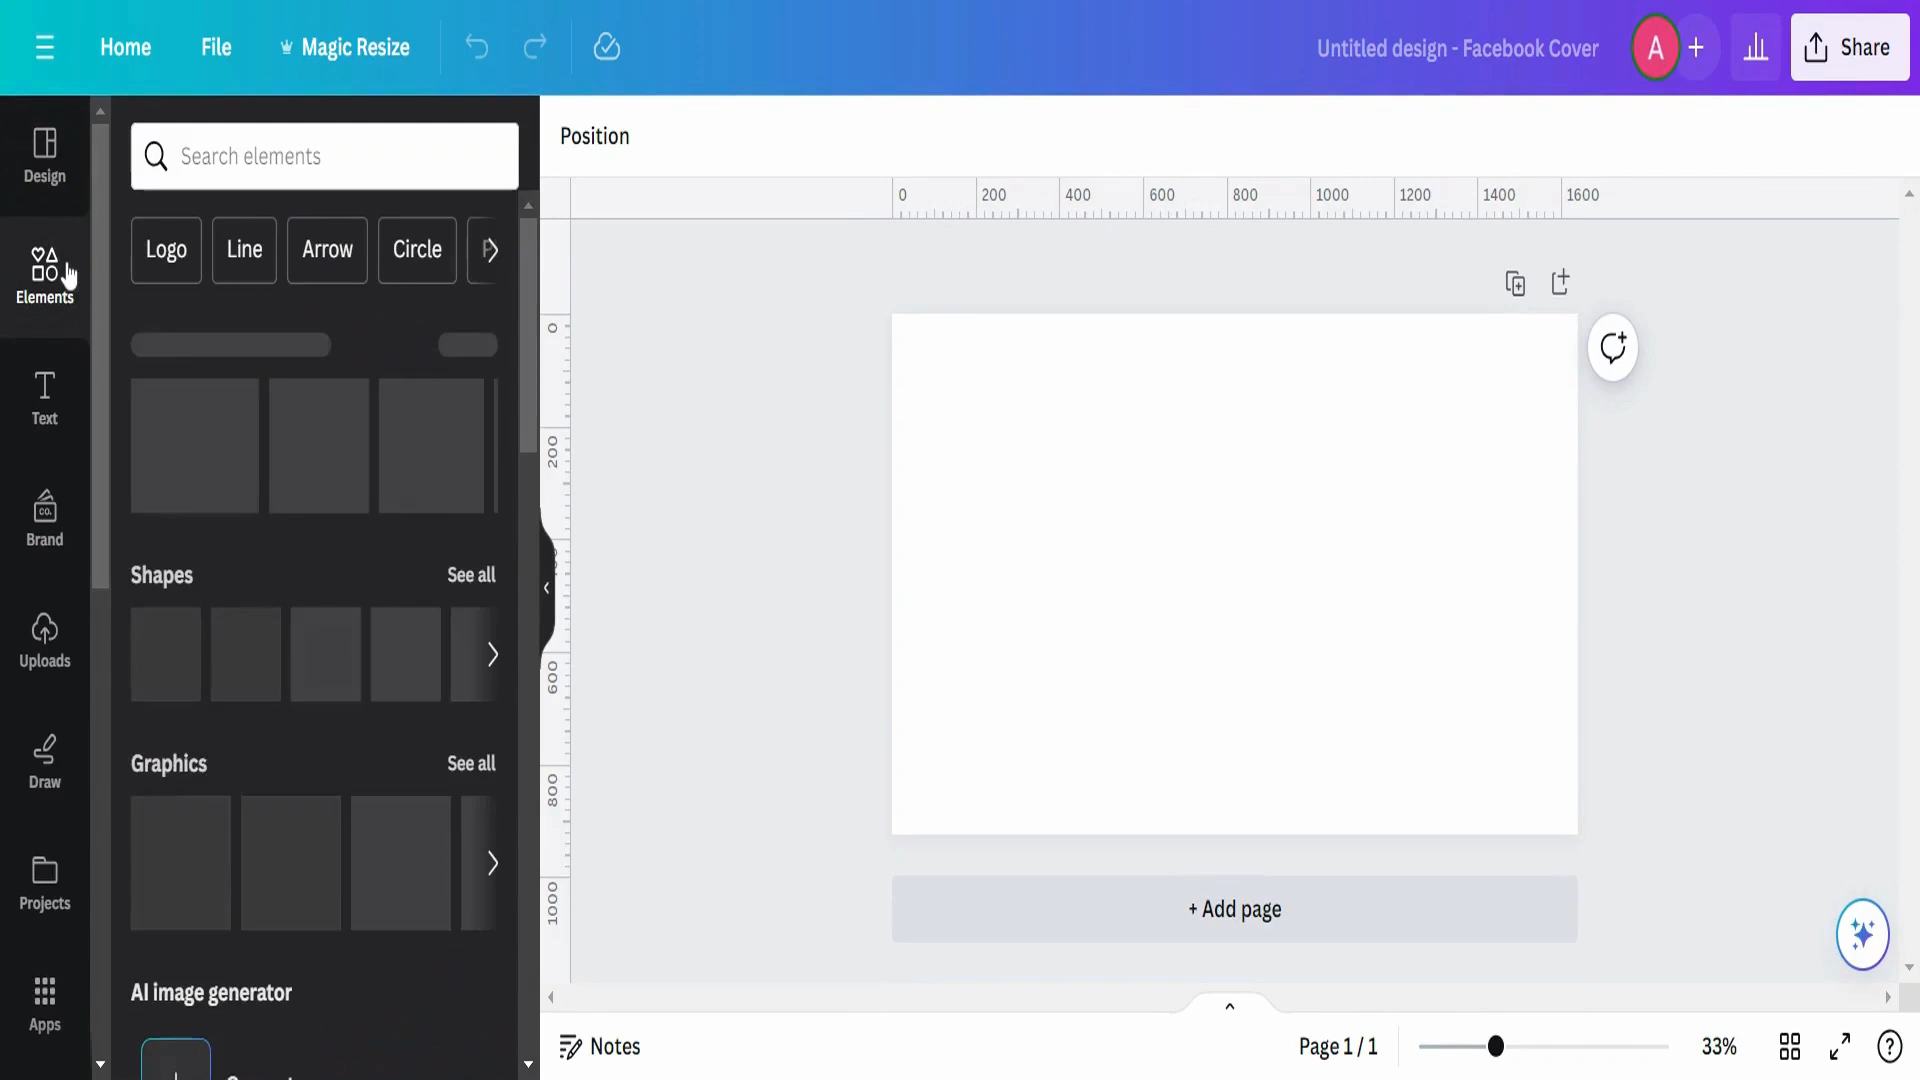 Home
File
Magic Resize
Untitled design - Facebook Cover
A
+
Share
Design
Elements
Text
Brand
CO.
Uploads
Draw
Projects
Apps
Search elements
Logo
Line
Arrow
Circle
Shapes
See all
Graphics
See all
AI image generator
Position
0
200
400
600
800
1000
1200
1400
1600
0
200
600
800
1000
+ Add page
Notes
Page 1 / 1
33%
?